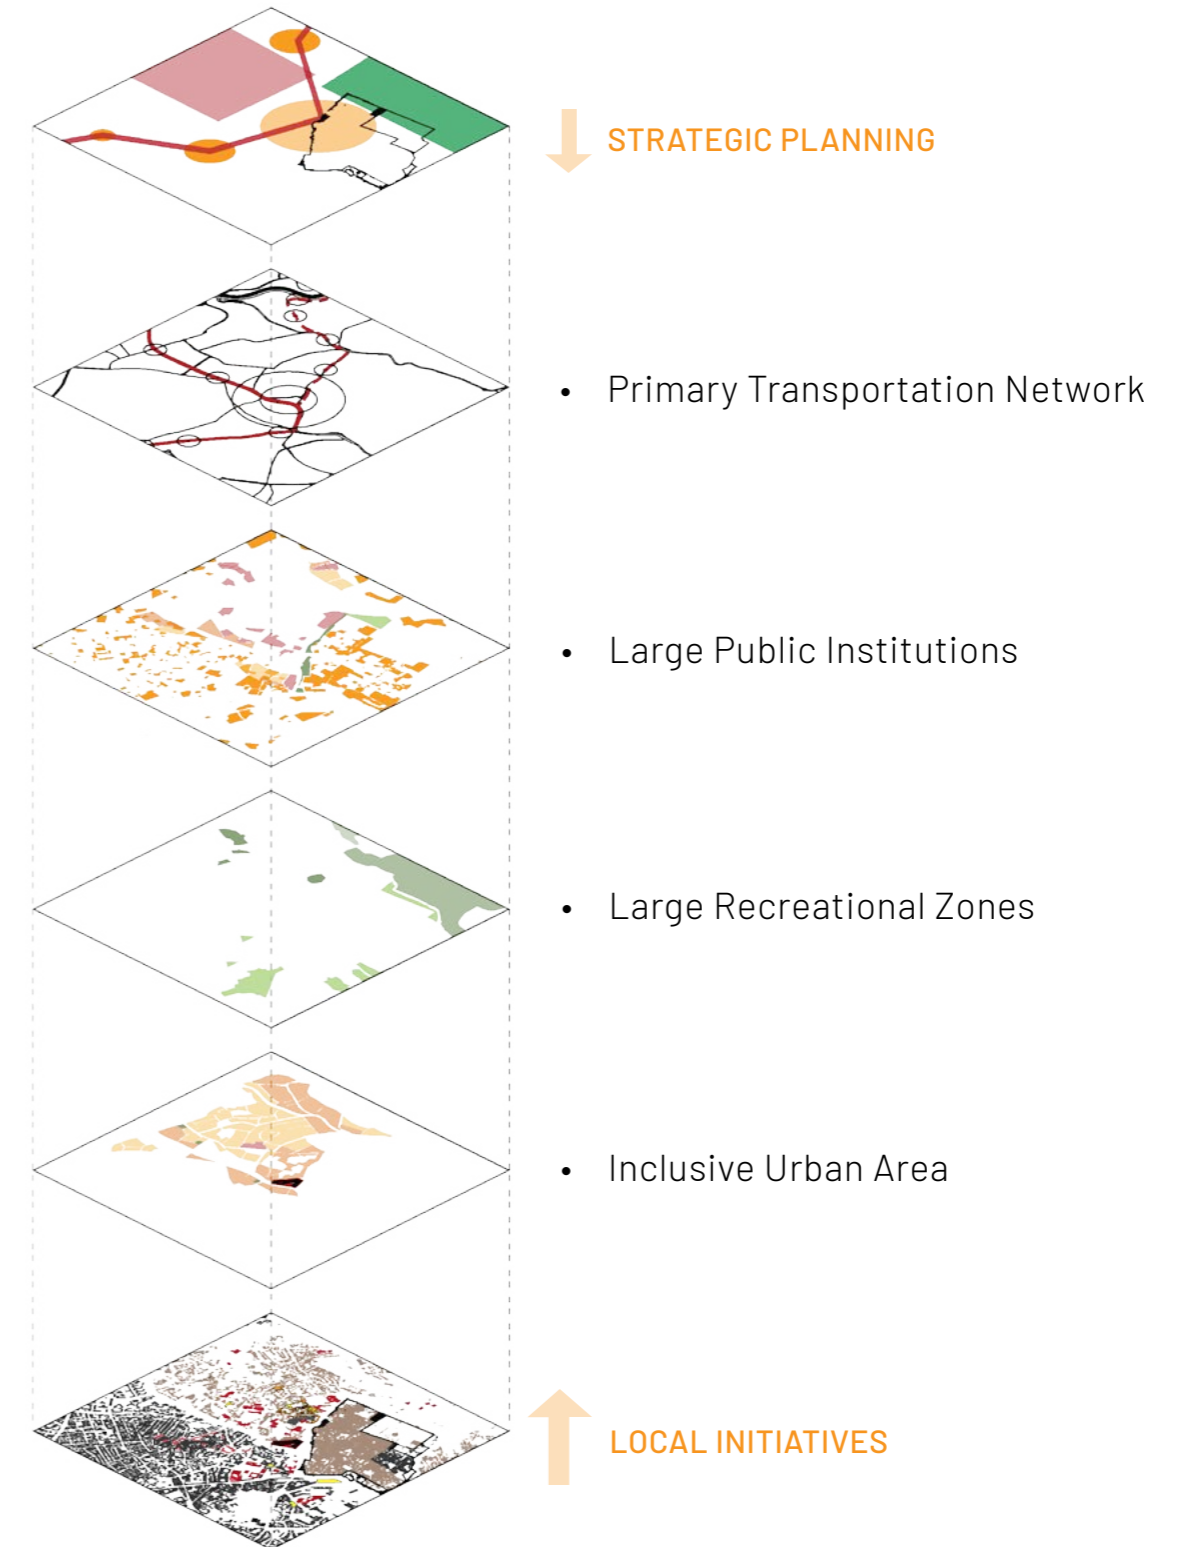 STRATEGIC PLANNING
• Primary Transportation Network
• Large Public Institutions
• Large Recreational Zones
• Inclusive Urban Area
LOCAL INITIATIVES